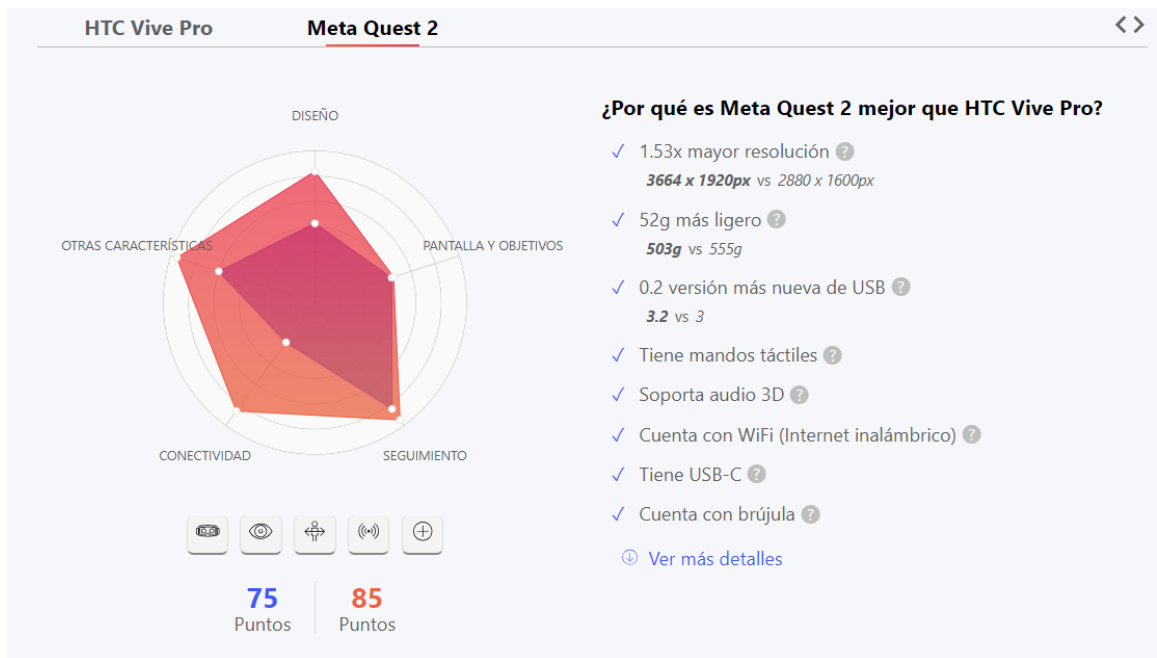 HTC Vive Pro
Meta Quest 2
DISEÑO
OTRAS CARACTERÍSTICAS
PANTALLA Y OBJETIVOS
CONECTIVIDAD
SEGUIMIENTO
75
Puntos
85
Puntos
¿Por qué es Meta Quest 2 mejor que HTC Vive Pro?
1.53x mayor resolución ?
3664 x 1920px vs 2880 x 1600px
52g más ligero ?
503g vs 555g
0.2 versión más nueva de USB ?
3.2 vs 3
Tiene mandos táctiles ?
Soporta audio 3D ?
Cuenta con WiFi (Internet inalámbrico) ?
Tiene USB-C ?
Cuenta con brújula ?
Ver más detalles